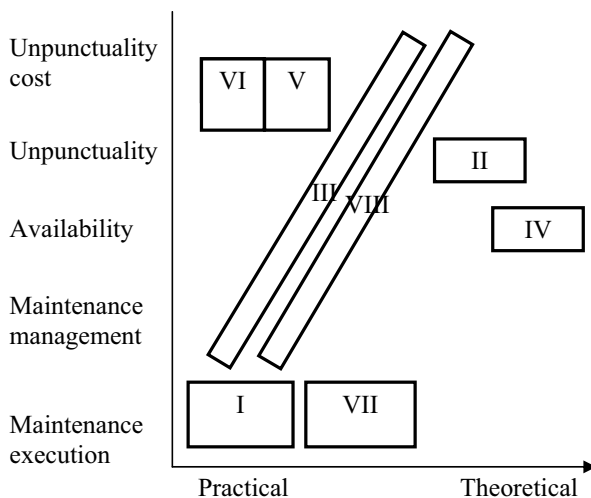 Unpunctuality
cost
VI
V
Unpunctuality
II
III
VIII
Availability
IV
Maintenance
management
I
VII
Maintenance
execution
Practical
Theoretical